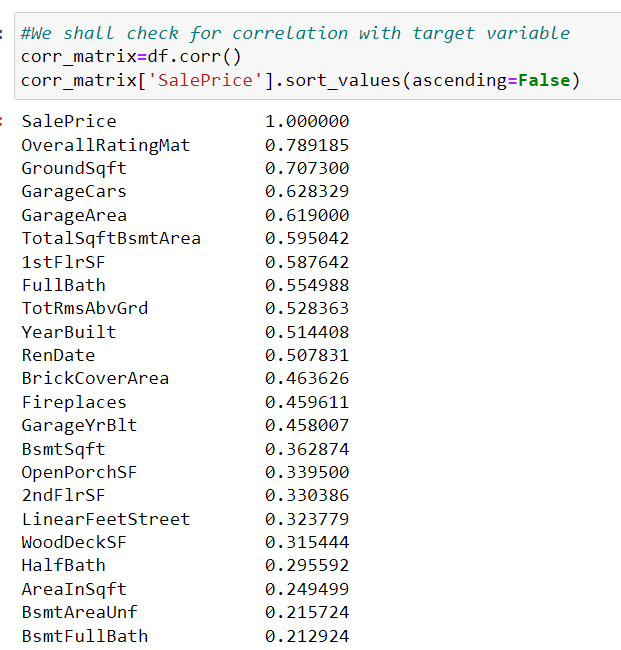 #We shall check for correlation with target variable
corr_matrix=df.corr()
corr_matrix['SalePrice'].sort_values(ascending=False)
SalePrice 1.000000
OverallRatingMat 0.789185
GroundSqft 0.707300
GarageCars 0.628329
GarageArea 0.619000
TotalSqftBsmtArea 0.595042
1stFlrSF 0.587642
FullBath 0.554988
TotRmsAbvGrd 0.528363
YearBuilt 0.514408
RenDate 0.507831
BrickCoverArea 0.463626
Fireplaces 0.459611
GarageYrBlt 0.458007
BsmtSqft 0.362874
OpenPorchSF 0.339500
2ndFlrSF 0.330386
LinearFeetStreet 0.323779
WoodDeckSF 0.315444
HalfBath 0.295592
AreaInSqft 0.249499
BsmtAreaUnf 0.215724
BsmtFullBath 0.212924